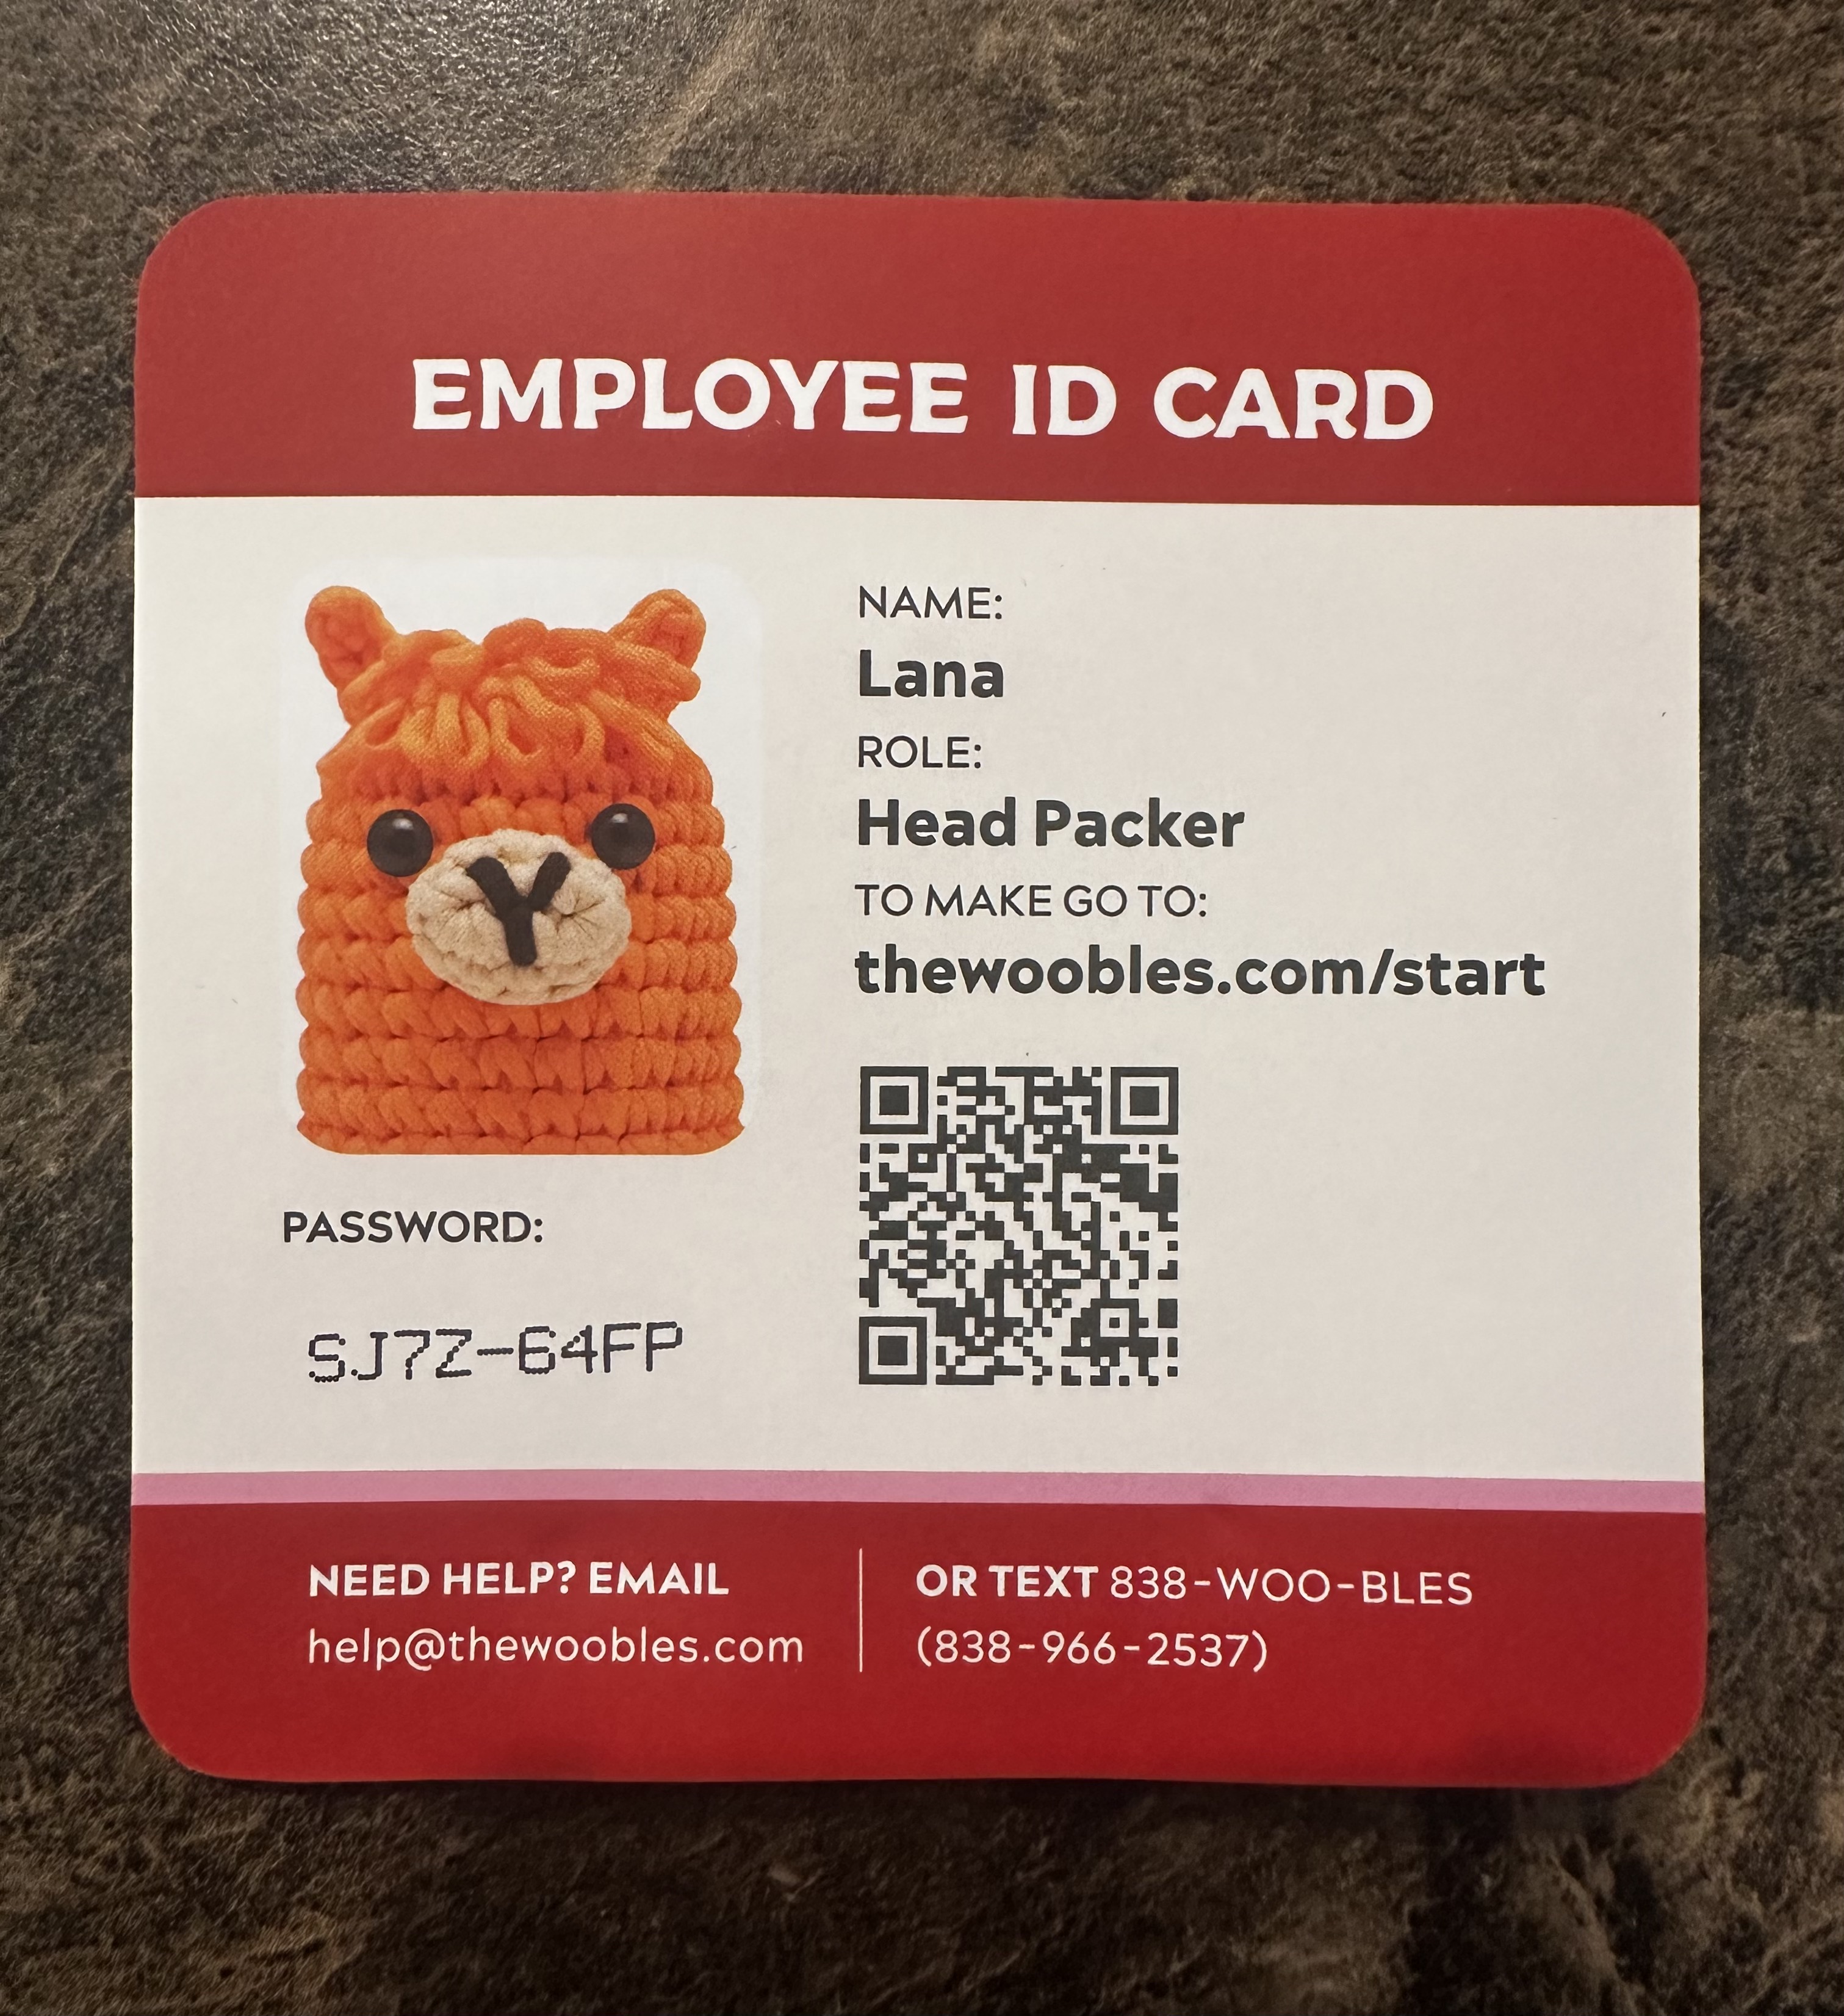 EMPLOYEE ID CARD
NAME:
Lana
ROLE:
Head Packer
TO MAKE GO TO:
thewoobles.com/start
PASSWORD:
SJ7Z-64FP
NEED HELP? EMAIL
help@thewoobles.com
OR TEXT 838-WOO-BLES
(838-966-2537)